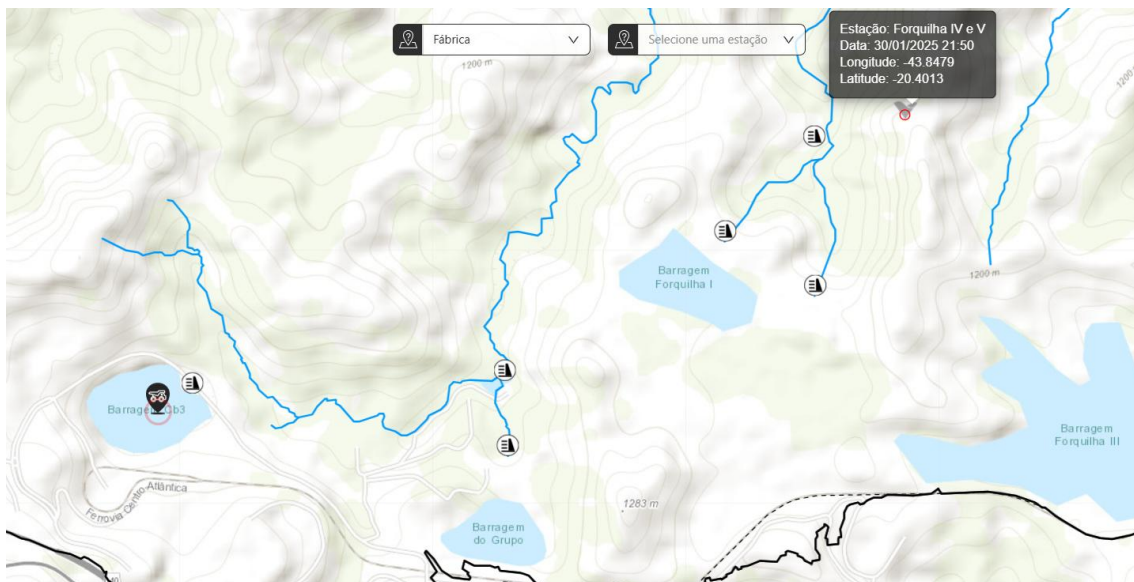 Fábrica
Selecione uma estação
Estação: Forquilha IV e V
Data: 30/01/2025 21:50
Longitude: -43.8479
Latitude: -20.4013
1200 m
1200
1200 m
Barragem
Forquilha I
Barragem
Forquilha III
Ferrovia-Centro-Atlântica
1283 m
Barragem
do Grupo